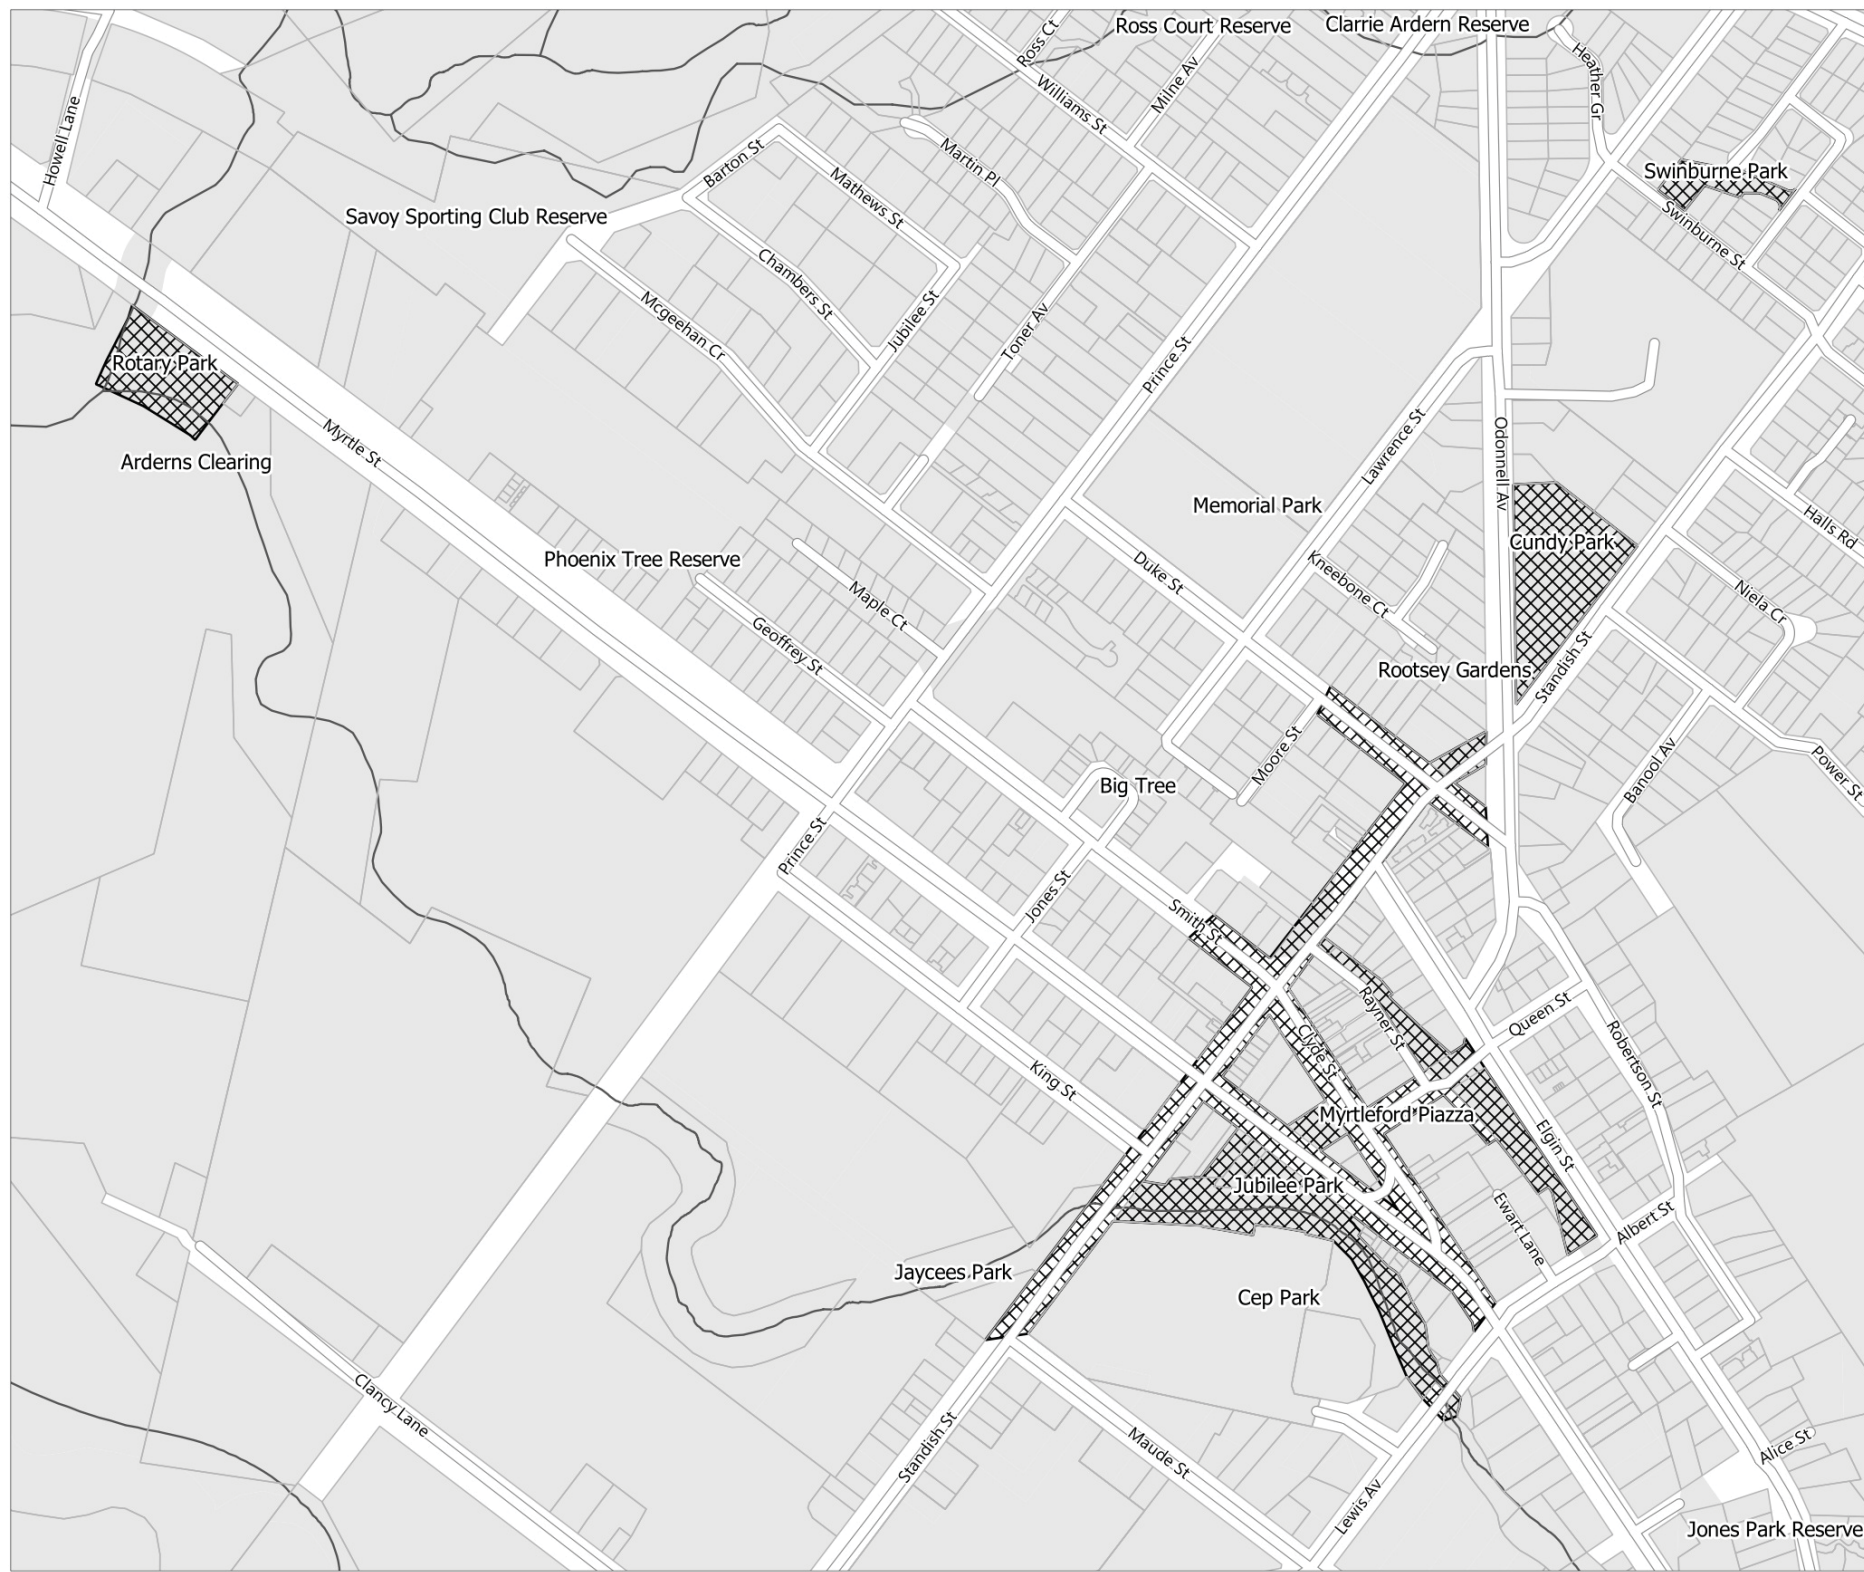 Ross Court Reserve
Clarrie Ardern Reserve
Ross Ct
Heather Gr
Milne Av
Williams St
Howell Lane
Martin Pl
Barton St
Mathews St
Swinburne Park
Swinburne St
Savoy Sporting Club Reserve
Chambers St
Mcgeehan Cr
Jubilee St
Toner Av
Prince St
Rotary Park
Myrtle St
Arderns Clearing
Lawrence St
Odonnell Av
Memorial Park
Halls Rd
Cundy Park
Phoenix Tree Reserve
Duke St
Kneebone Ct
Maple Ct
Niela Cr
Geoffrey St
Rootsey Gardens
Standish St
Moore St
Big Tree
Banool Av
Power St
Prince St
Jones St
Smith St
Rayner St
Queen St
Clyde St
Robertson St
King St
Myrtleford Piazza
Elgin St
Jubilee Park
Ewart Lane
Albert St
Jaycees Park
Cep Park
Clancy Lane
Standish St
Maude St
Alice St
Lewis Av
Jones Park Reserve